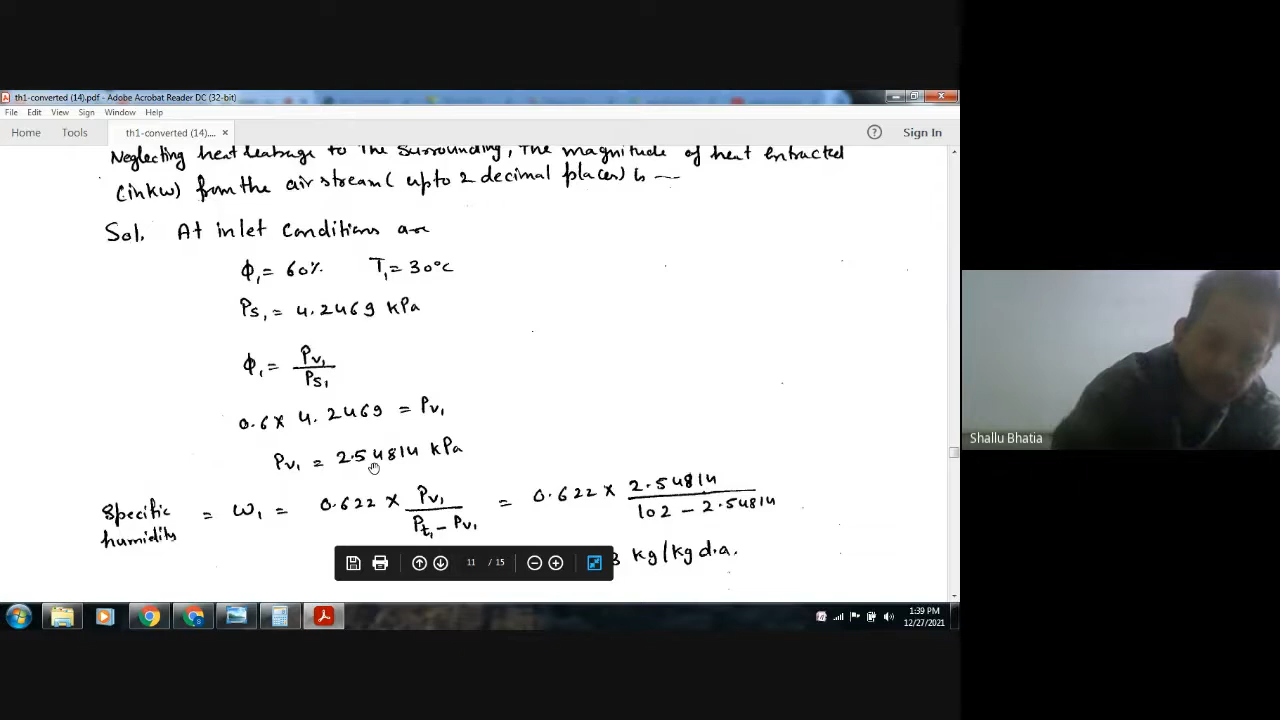 th1-converted (14).pdf - Adobe Acrobat Reader DC (32-bit)
File Edit View Sign Window Help
Home Tools th1-converted (14).... × ? Sign In
Neglecting heat leakage to the surrounding, the magnitude of heat extracted
(in kW) from the air stream (upto 2 decimal places) is —
Sol. At inlet conditions are
Φ₁ = 60% T₁ = 30°C
Ps₁ = 4.2469 kPa
Φ₁ = Pv₁ / Ps₁
0.6 × 4.2469 = Pv₁
Pv₁ = 2.54814 kPa
Specific humidity = ω₁ = 0.622 × Pv₁ / (Pt₁ - Pv₁) = 0.622 × 2.54814 / (102 - 2.54814)
kg/kg d.a.
11 / 15
Shallu Bhatia
1:39 PM
12/27/2021